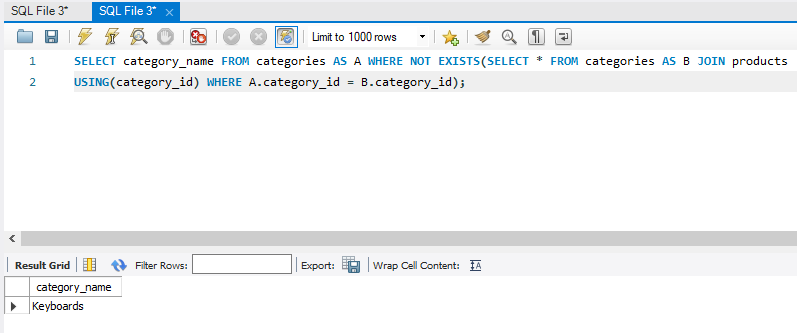 SQL File 3* SQL File 3* ×
Limit to 1000 rows
1 SELECT category_name FROM categories AS A WHERE NOT EXISTS(SELECT * FROM categories AS B JOIN products
2 USING(category_id) WHERE A.category_id = B.category_id);
Result Grid Filter Rows: Export: Wrap Cell Content:
category_name
Keyboards